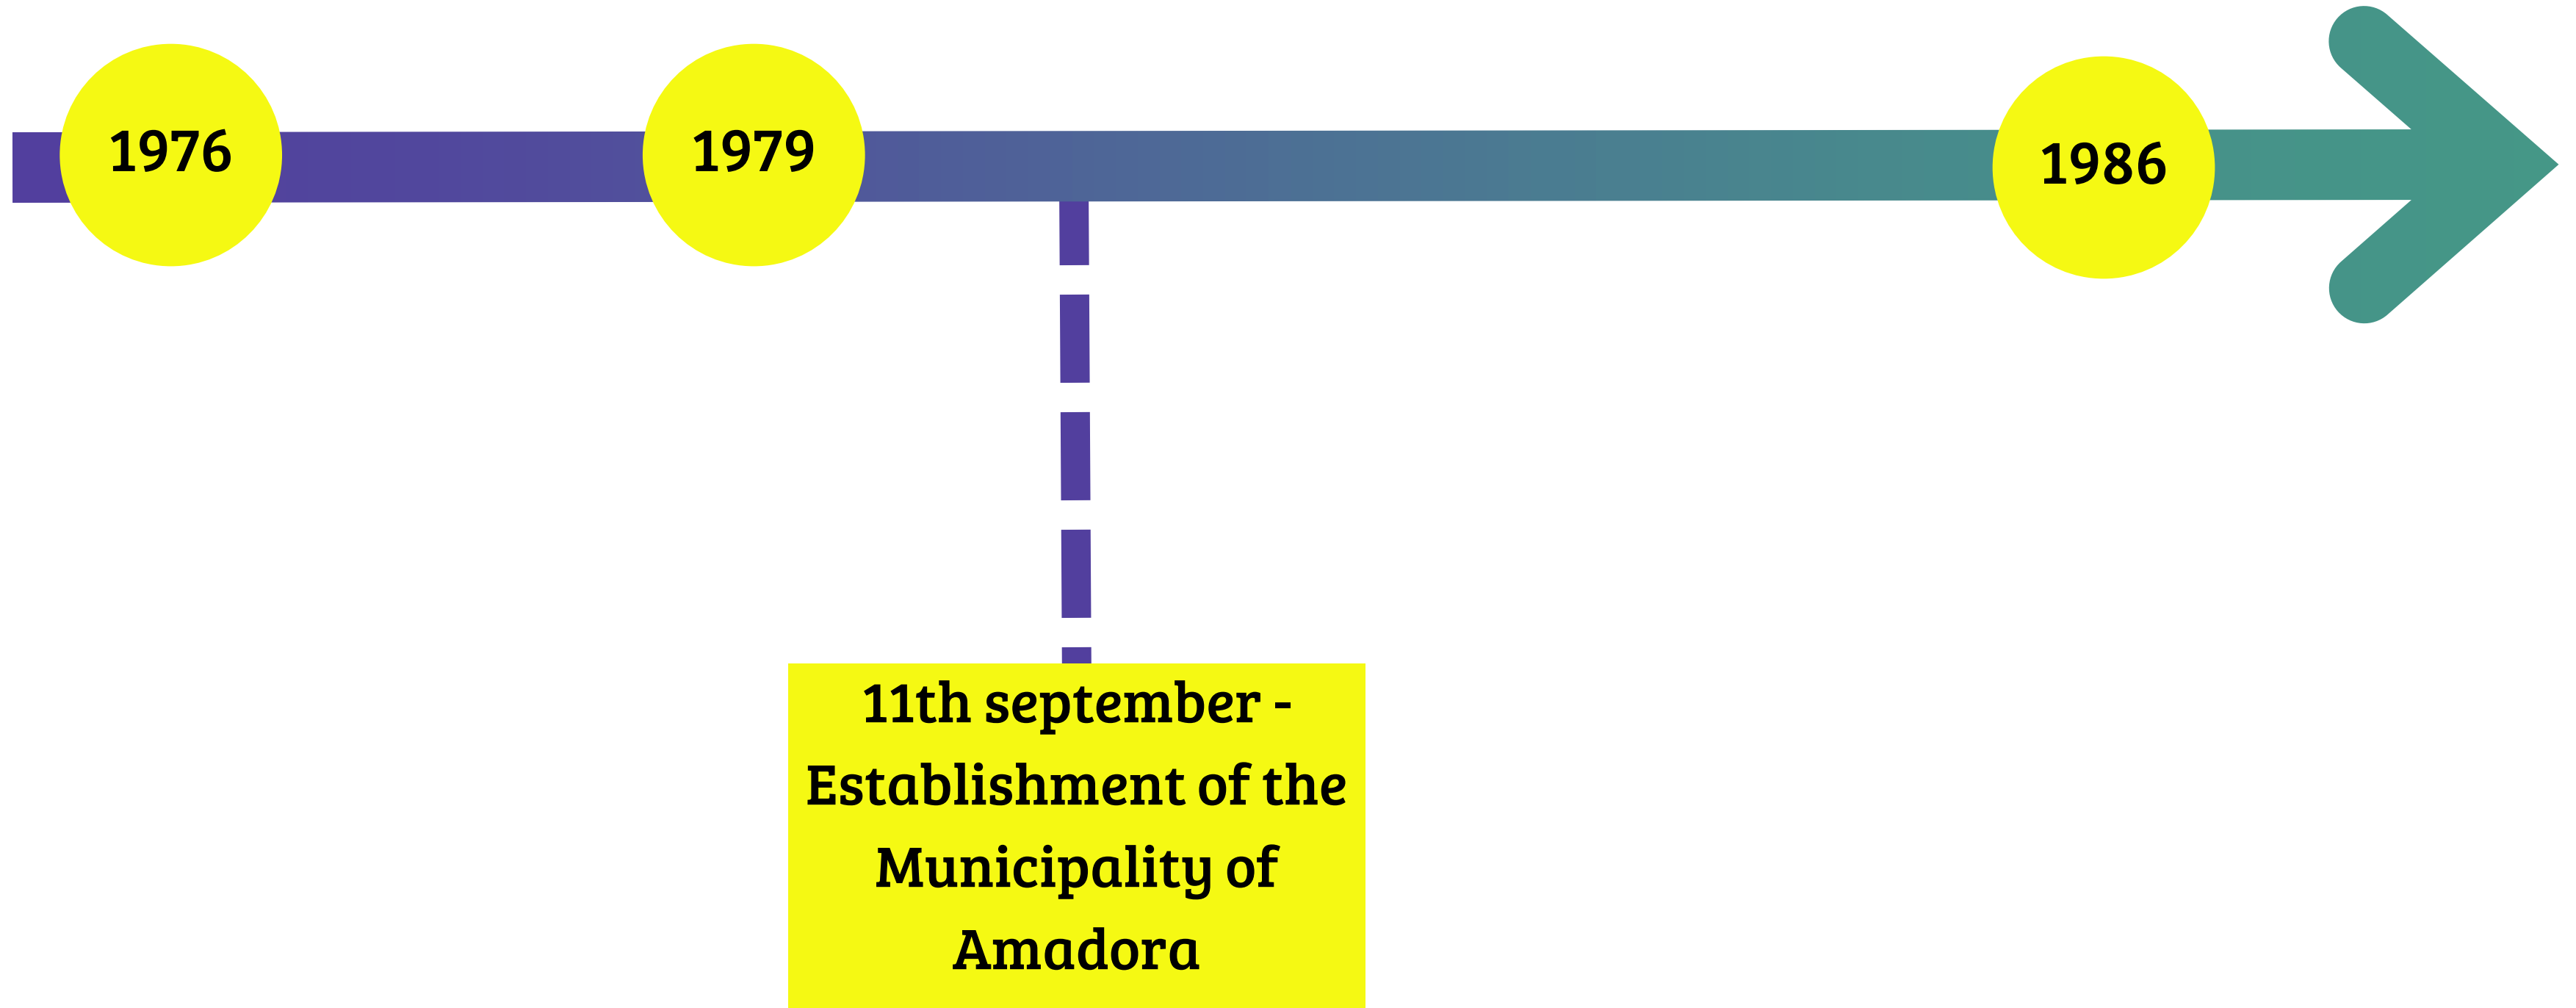 1976
1979
1986
11th september -
Establishment of the
Municipality of
Amadora